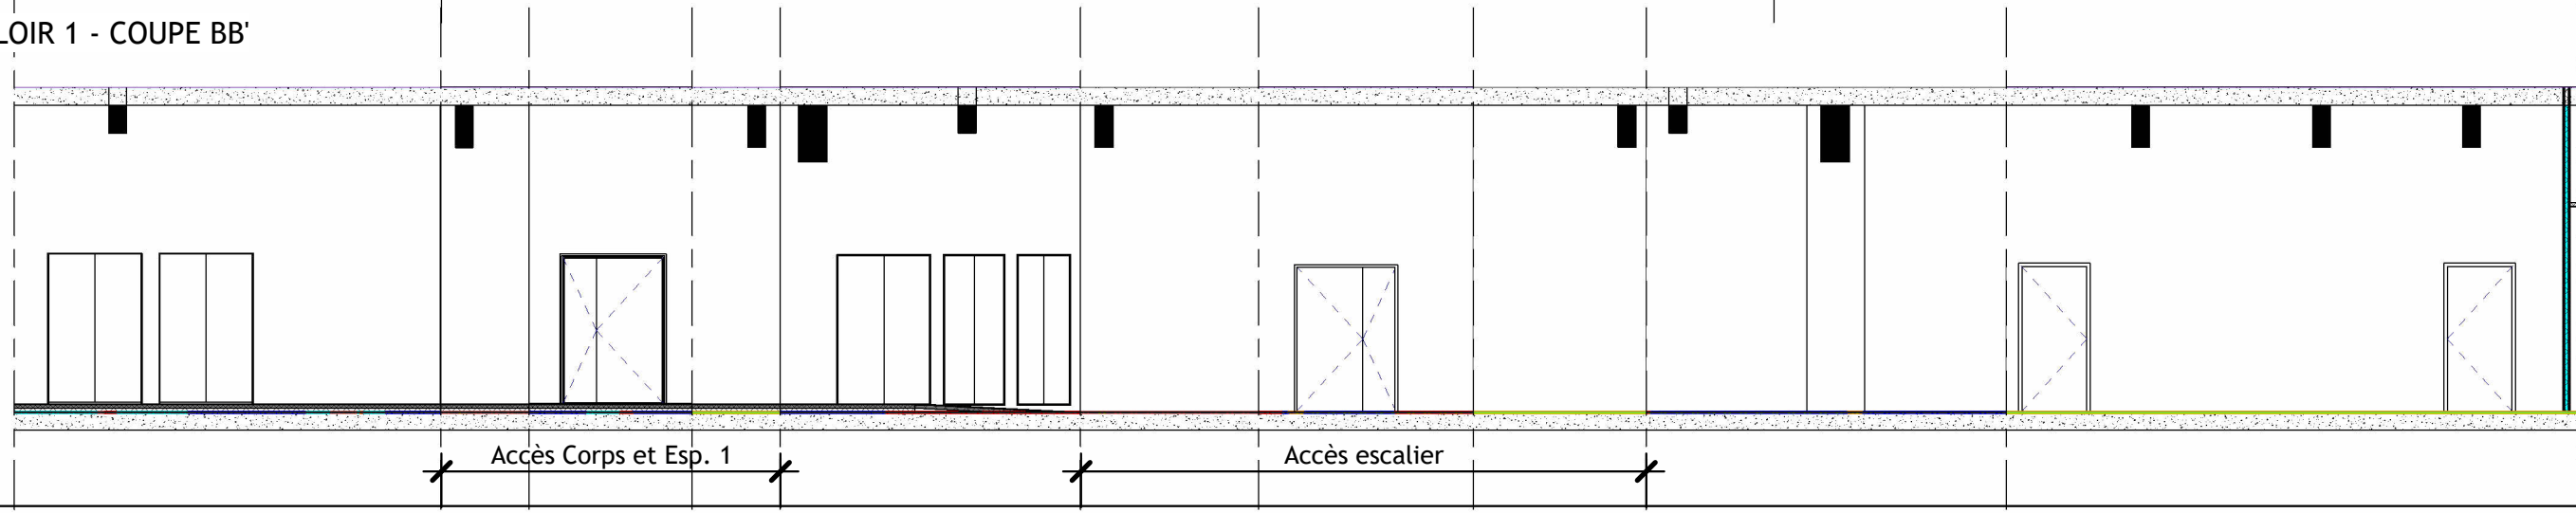 LOIR 1 - COUPE BB'
Accès Corps et Esp. 1
Accès escalier